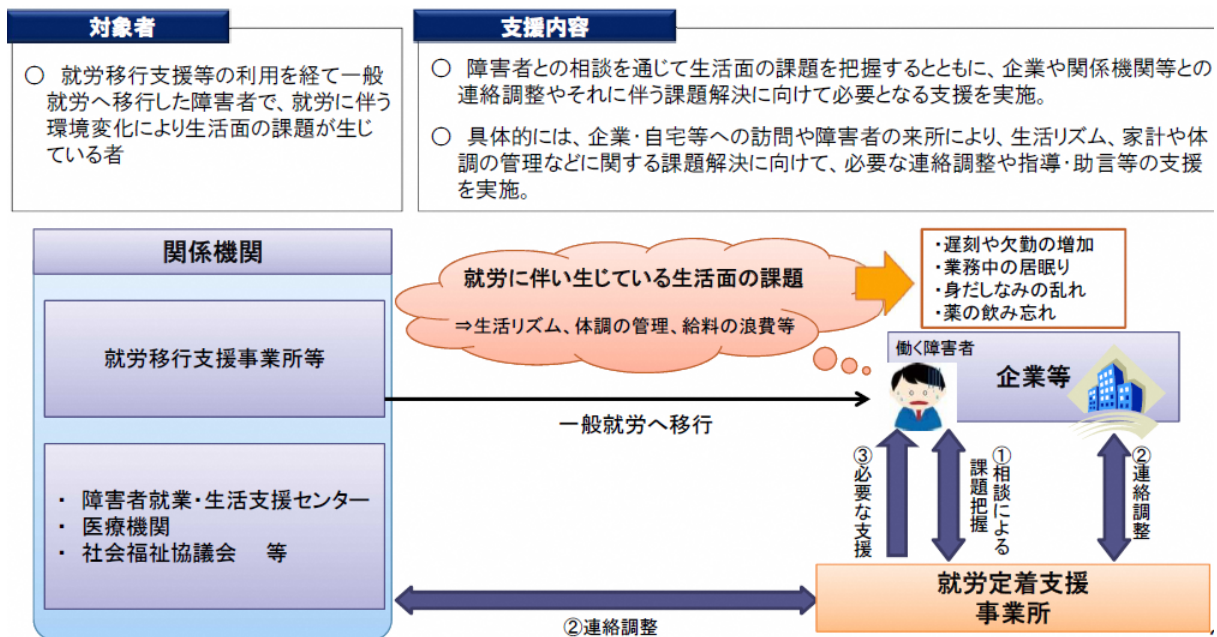 対象者
○ 就労移行支援等の利用を経て一般
就労へ移行した障害者で、就労に伴う
環境変化により生活面の課題が生じ
ている者
支援内容
○ 障害者との相談を通じて生活面の課題を把握するとともに、企業や関係機関等との
連絡調整やそれに伴う課題解決に向けて必要となる支援を実施。
○ 具体的には、企業・自宅等への訪問や障害者の来所により、生活リズム、家計や体
調の管理などに関する課題解決に向けて、必要な連絡調整や指導・助言等の支援
を実施。
関係機関
就労移行支援事業所等
・ 障害者就業・生活支援センター
・ 医療機関
・ 社会福祉協議会 等
就労に伴い生じている生活面の課題
⇒生活リズム、体調の管理、給料の浪費等
・遅刻や欠勤の増加
・業務中の居眠り
・身だしなみの乱れ
・薬の飲み忘れ
働く障害者
企業等
一般就労へ移行
③必要な支援
①相談による
課題把握
②連絡調整
就労定着支援
事業所
②連絡調整